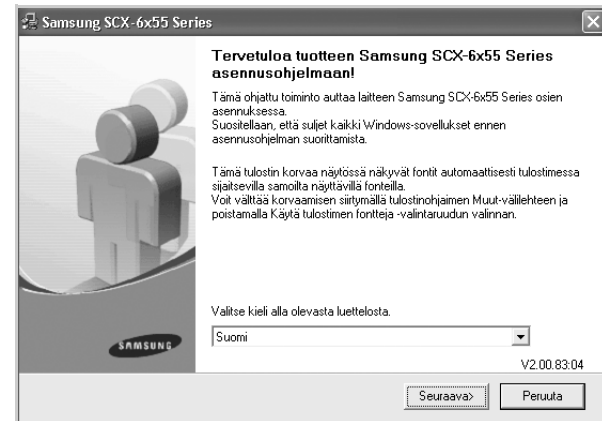 Samsung SCX-6x55 Series
Tervetuloa tuotteen Samsung SCX-6x55 Series
asennusohjelmaan!
Tämä ohjattu toiminto auttaa laitteen Samsung SCX-6x55 Series osien
asennuksessa.
Suositellaan, että suljet kaikki Windows-sovellukset ennen
asennusohjelman suorittamista.
Tämä tulostin korvaa näytössä näkyvät fontit automaattisesti tulostimessa
sijaitsevilla samoilta näyttävillä fonteilla.
Voit välttää korvaamisen siirtymällä tulostinohjaimen Muut-välilehteen ja
poistamalla Käytä tulostimen fontteja -valintaruudun valinnan.
Valitse kieli alla olevasta luettelosta.
Suomi
SAMSUNG
V2.00.83:04
Seuraava>
Peruuta